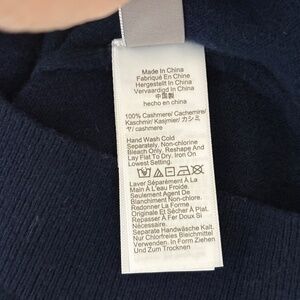 Made In China
Fabriqué En Chine
Hergestellt In China
Vervaardigd In China
中国製
hecho en china
100% Cashmere/ Cachemire/
Kaschmir/ Kasjmier/ カシミ
ヤ/ cashmere
Hand Wash Cold
Separately. Non-chlorine
Bleach Only. Reshape And
Lay Flat To Dry. Iron On
Lowest Setting.
Laver Séparément À La
Main À L'eau Froide.
Seulement Agent De
Blanchiment Non-chlore.
Redonner La Forme
Originale Et Sécher À Plat.
Repasser À Fer Doux Si
Nécessaire.
Separate Handwäsche Kalt.
Nur Chlorfreies Bleichmittel
Verwenden. In Form Ziehen
Und Zum Trocknen